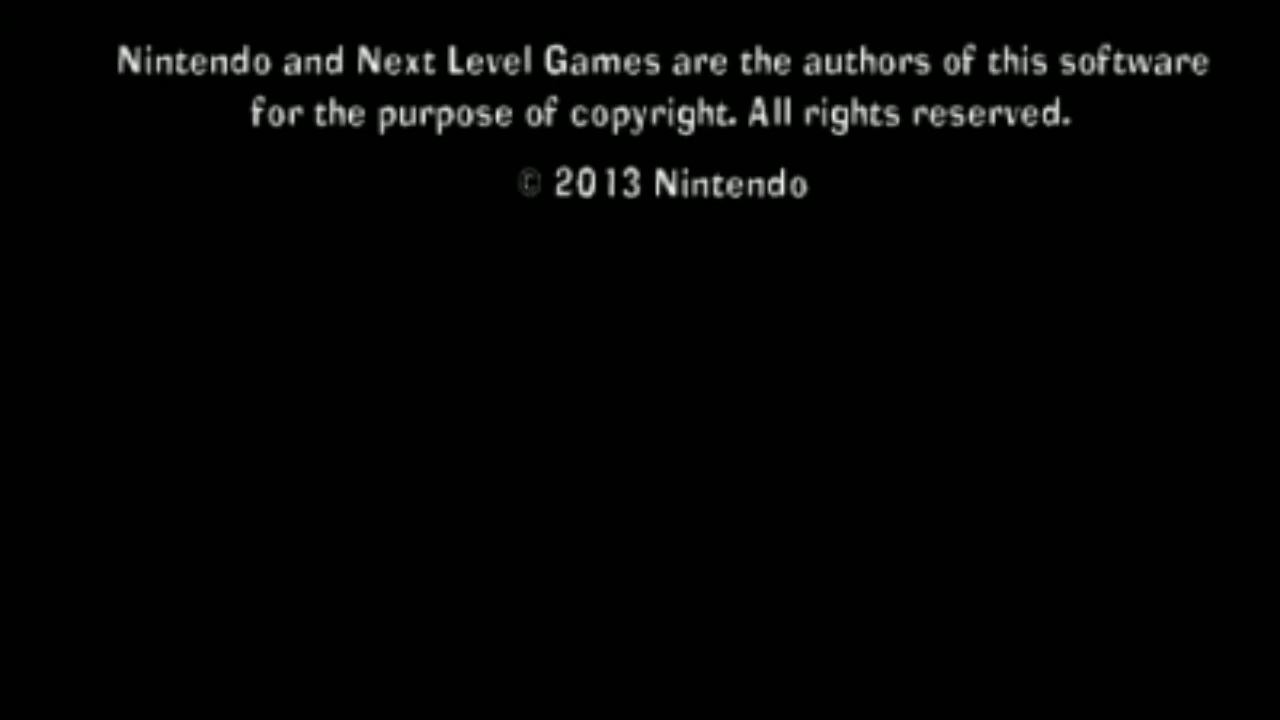 Nintendo and Next Level Games are the authors of this software
for the purpose of copyright. All rights reserved.
© 2013 Nintendo